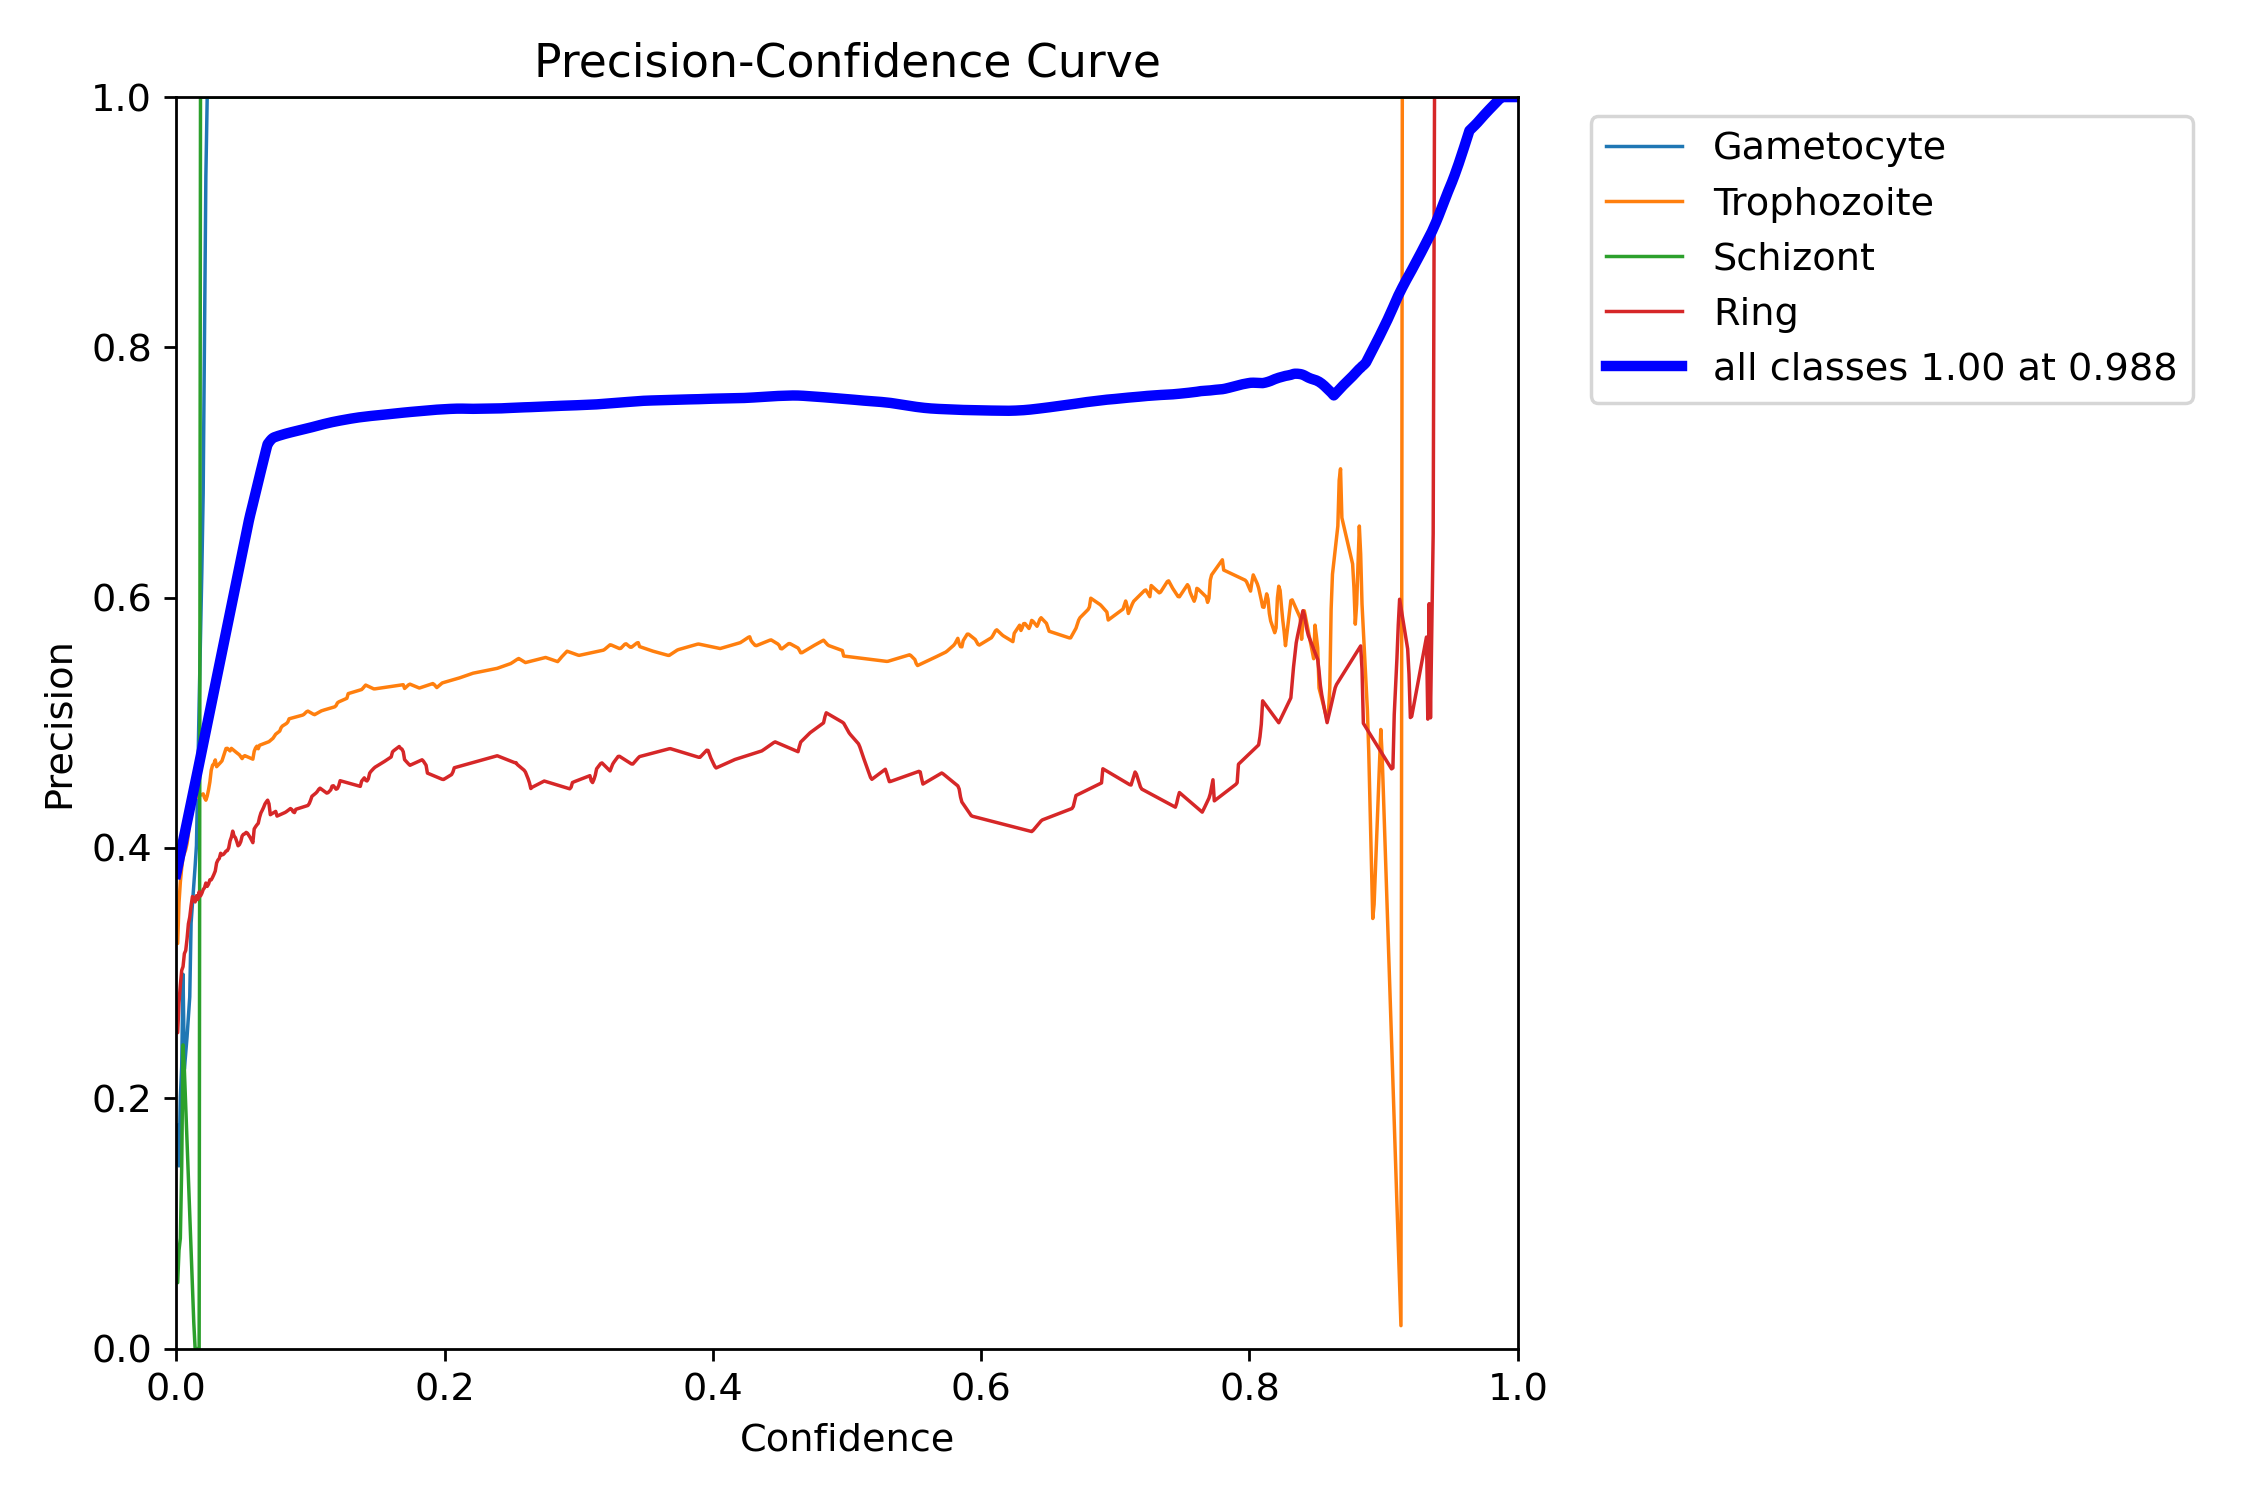 Precision-Confidence Curve
1.0
0.8
0.6
0.4
0.2
0.0
Precision
0.0 0.2 0.4 0.6 0.8 1.0
Confidence
Gametocyte
Trophozoite
Schizont
Ring
all classes 1.00 at 0.988